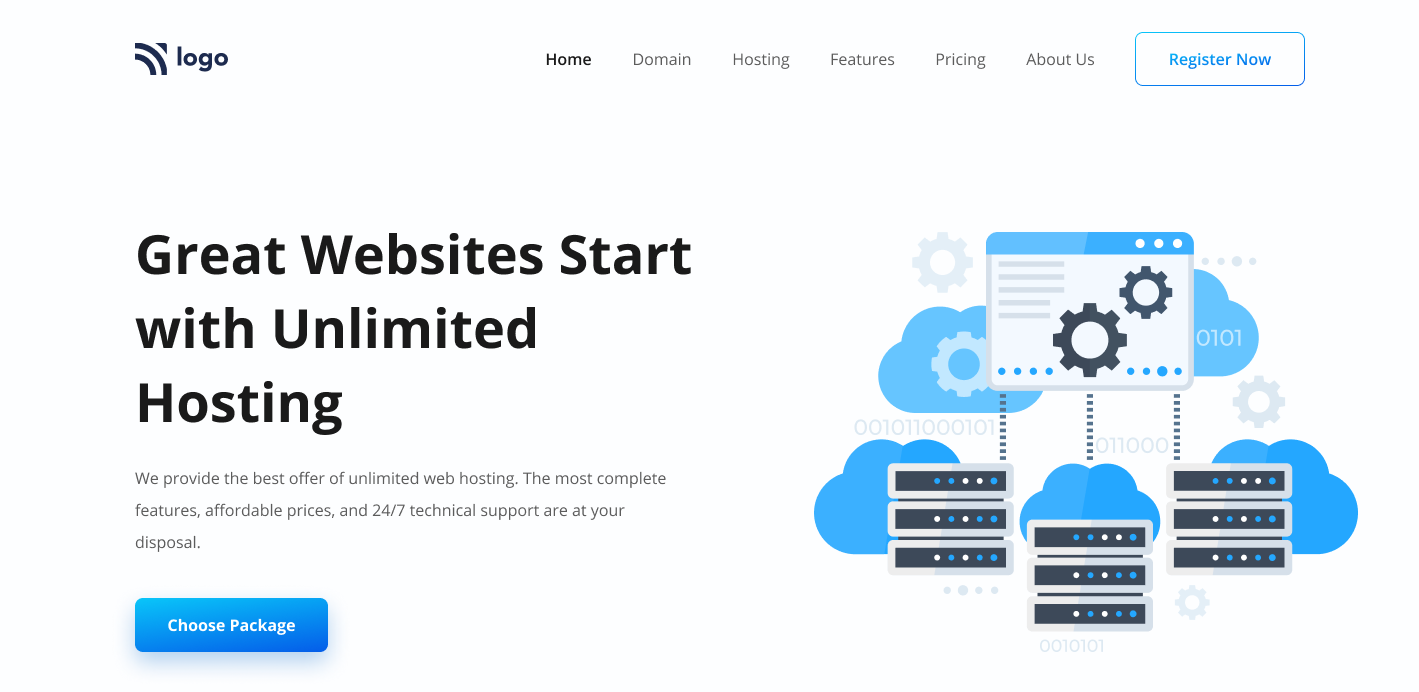 logo
Home
Domain
Hosting
Features
Pricing
About Us
Register Now
Great Websites Start
with Unlimited
Hosting
We provide the best offer of unlimited web hosting. The most complete
features, affordable prices, and 24/7 technical support are at your
disposal.
Choose Package
0101
001011000101
011000
0010101